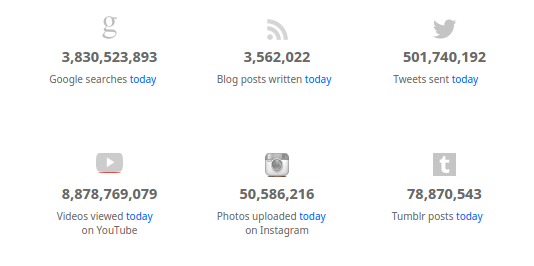 g
3,830,523,893
3,562,022
501,740,192
Google searches today
Blog posts written today
Tweets sent today
t
8,878,769,079
50,586,216
78,870,543
Videos viewed today
on YouTube
Photos uploaded today
on Instagram
Tumblr posts today